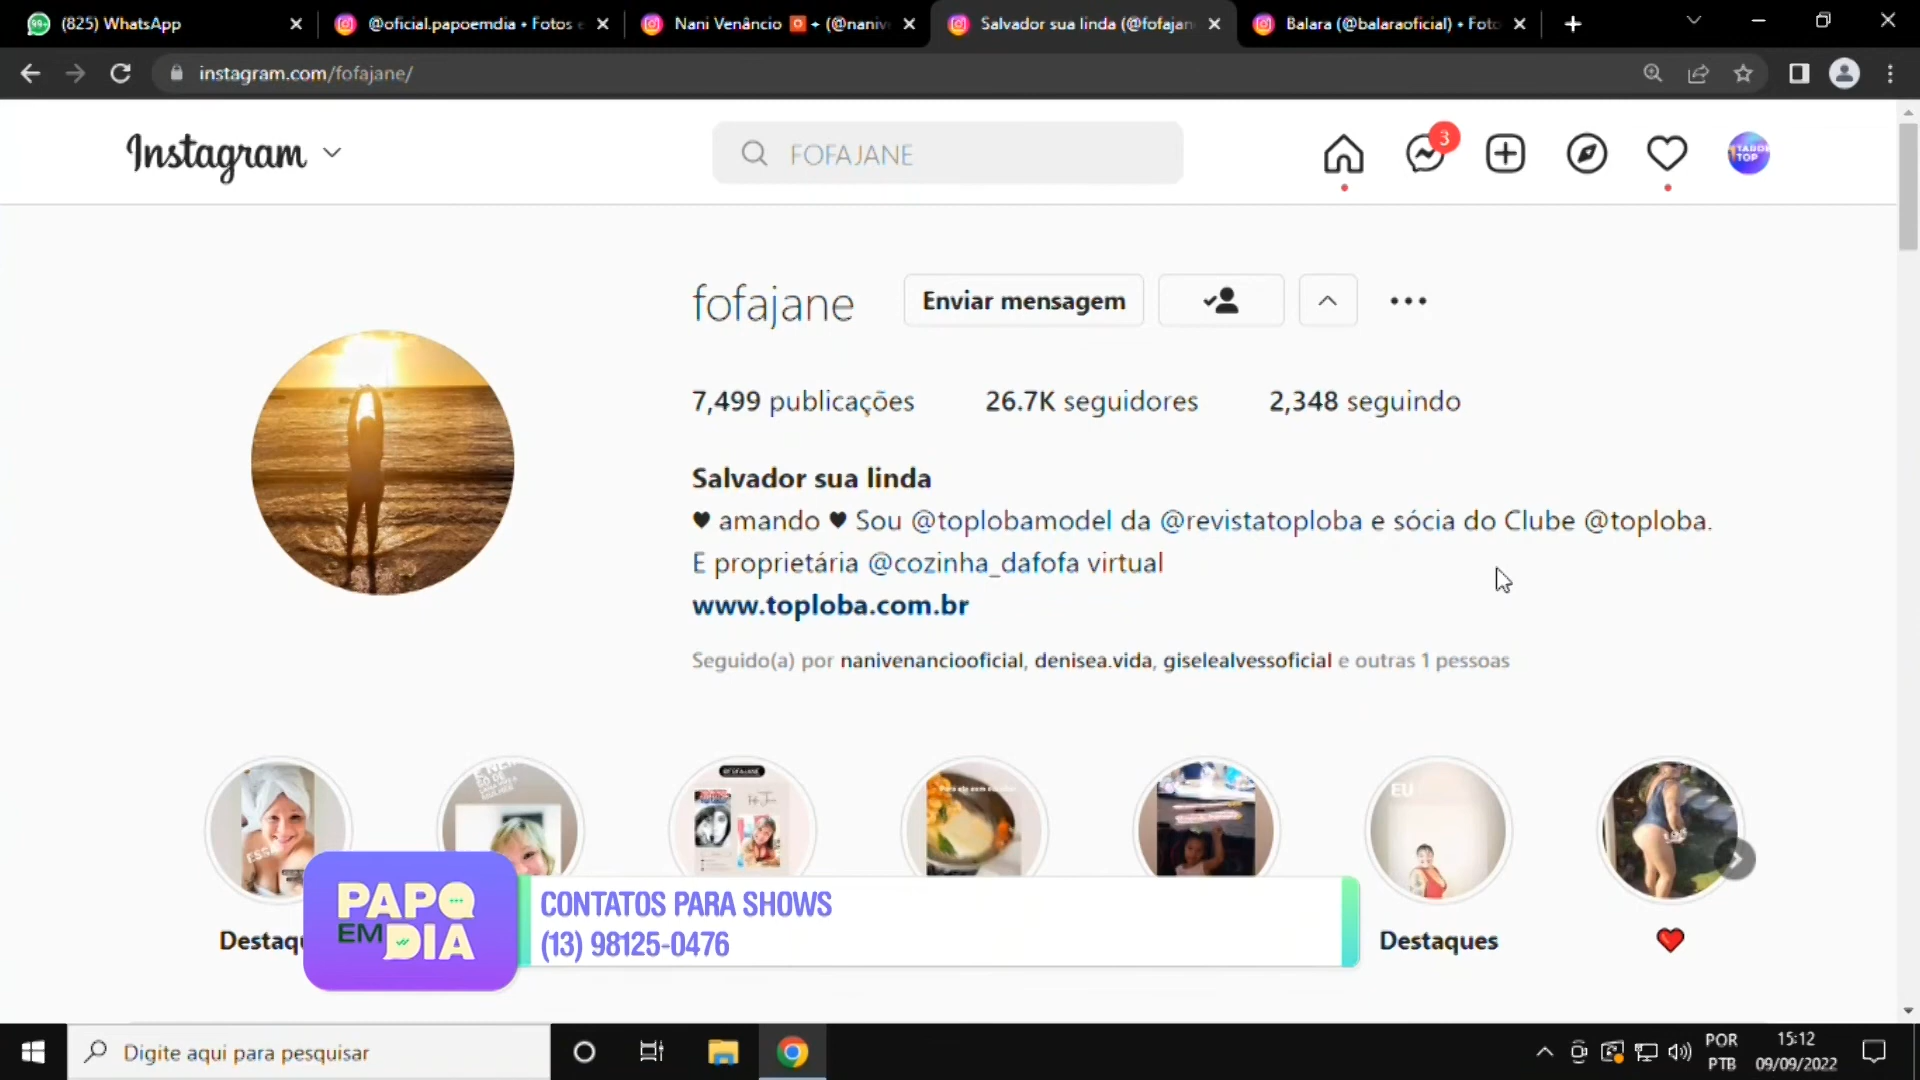 (825) WhatsApp
@oficial.papoemdia • Fotos e
Nani Venâncio 🅾 + (@naniv
Salvador sua linda (@fofajan
Balara (@balaraoficial) • Foto
instagram.com/fofajane/
Instagram
FOFAJANE
3
TOP
fofajane
Enviar mensagem
7,499 publicações
26.7K seguidores
2,348 seguindo
Salvador sua linda
♥ amando ♥ Sou @toplobamodel da @revistatoploba e sócia do Clube @toploba.
E proprietária @cozinha_dafofa virtual
www.toploba.com.br
Seguido(a) por nanivenanciooficial, denisea.vida, giselealvessoficial e outras 1 pessoas
EU
Destaq
Destaques
❤
PAPO
EM DIA
CONTATOS PARA SHOWS
(13) 98125-0476
Digite aqui para pesquisar
POR
PTB
15:12
09/09/2022